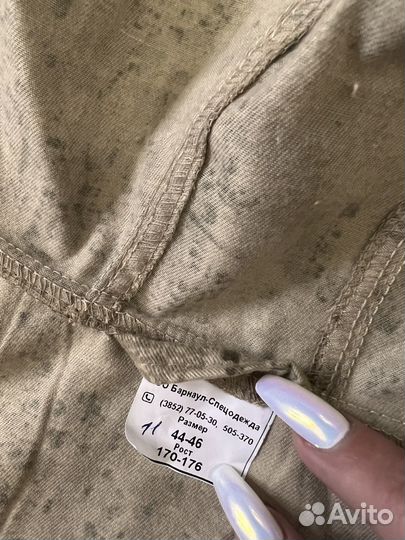 О Барнаул-Спецодежда
(3852) 77-05-30, 505-370
Размер
44-46
Рост
170-176
Avito